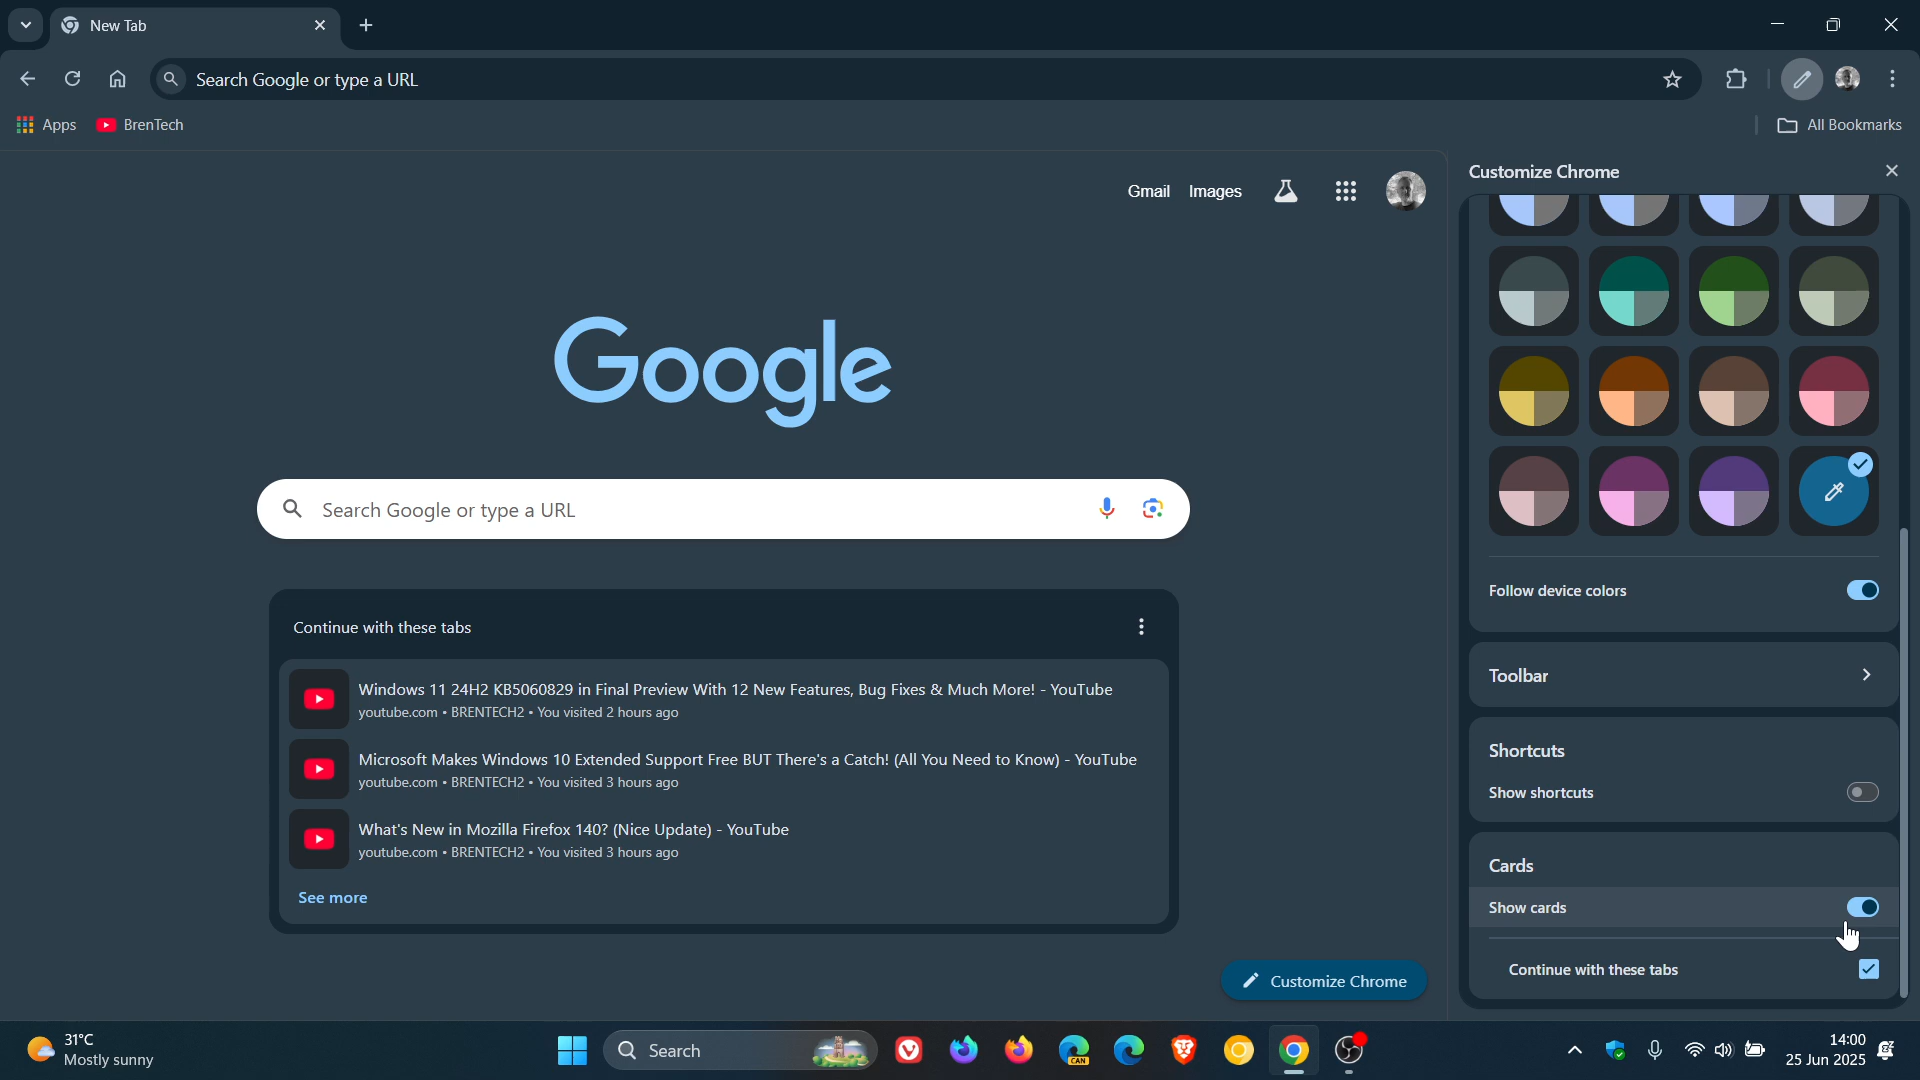 New Tab
Search Google or type a URL
Apps
BrenTech
All Bookmarks
Gmail
Images
Google
Search Google or type a URL
Continue with these tabs
Windows 11 24H2 KB5060829 in Final Preview With 12 New Features, Bug Fixes & Much More! - YouTube
youtube.com • BRENTECH2 • You visited 2 hours ago
Microsoft Makes Windows 10 Extended Support Free BUT There's a Catch! (All You Need to Know) - YouTube
youtube.com • BRENTECH2 • You visited 3 hours ago
What's New in Mozilla Firefox 140? (Nice Update) - YouTube
youtube.com • BRENTECH2 • You visited 3 hours ago
See more
Customize Chrome
Customize Chrome
Follow device colors
Toolbar
Shortcuts
Show shortcuts
Cards
Show cards
Continue with these tabs
31°C
Mostly sunny
Search
CAN
14:00
25 Jun 2025